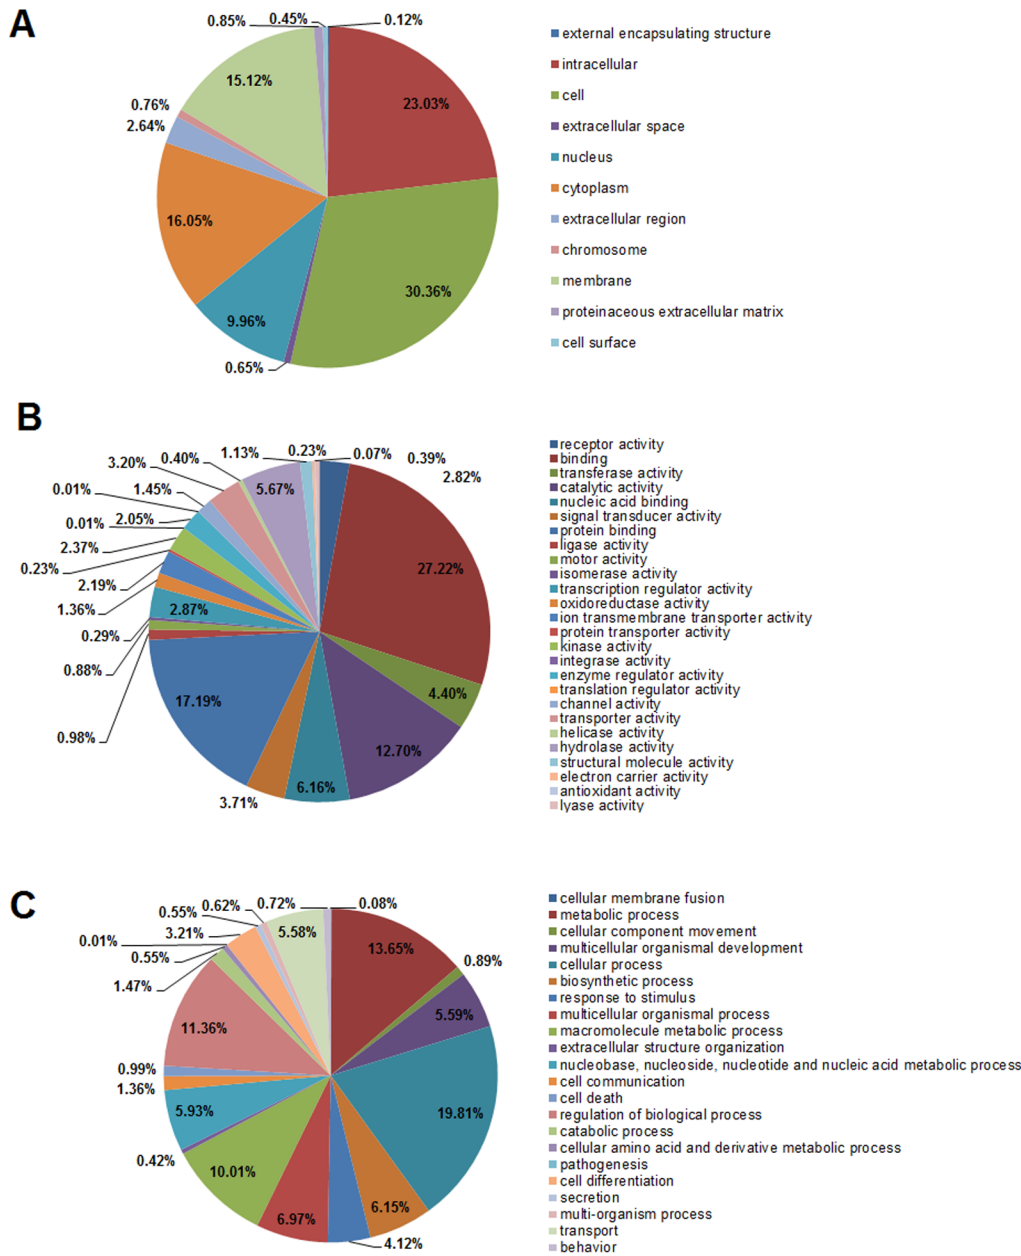 A
0.85%
0.45%
0.12%
15.12%
23.03%
0.76%
2.64%
16.05%
30.36%
9.96%
0.65%
external encapsulating structure
intracellular
cell
extracellular space
nucleus
cytoplasm
extracellular region
chromosome
membrane
proteinaceous extracellular matrix
cell surface
B
1.13%
0.23%
0.07%
0.39%
2.82%
0.40%
3.20%
5.67%
0.01%
1.45%
2.05%
0.01%
2.37%
27.22%
0.23%
2.19%
1.36%
2.87%
0.29%
0.88%
4.40%
17.19%
0.98%
12.70%
6.16%
3.71%
receptor activity
binding
transferase activity
catalytic activity
nucleic acid binding
signal transducer activity
protein binding
ligase activity
motor activity
isomerase activity
transcription regulator activity
oxidoreductase activity
ion transmembrane transporter activity
protein transporter activity
kinase activity
integrase activity
enzyme regulator activity
translation regulator activity
channel activity
transporter activity
helicase activity
hydrolase activity
structural molecule activity
electron carrier activity
antioxidant activity
lyase activity
C
0.55%
0.62%
0.72%
0.08%
3.21%
5.58%
13.65%
0.01%
0.55%
0.89%
1.47%
5.59%
11.36%
0.99%
1.36%
5.93%
19.81%
0.42%
10.01%
6.97%
6.15%
4.12%
cellular membrane fusion
metabolic process
cellular component movement
multicellular organismal development
cellular process
biosynthetic process
response to stimulus
multicellular organismal process
macromolecule metabolic process
extracellular structure organization
nucleobase, nucleoside, nucleotide and nucleic acid metabolic process
cell communication
cell death
regulation of biological process
catabolic process
cellular amino acid and derivative metabolic process
pathogenesis
cell differentiation
secretion
multi-organism process
transport
behavior